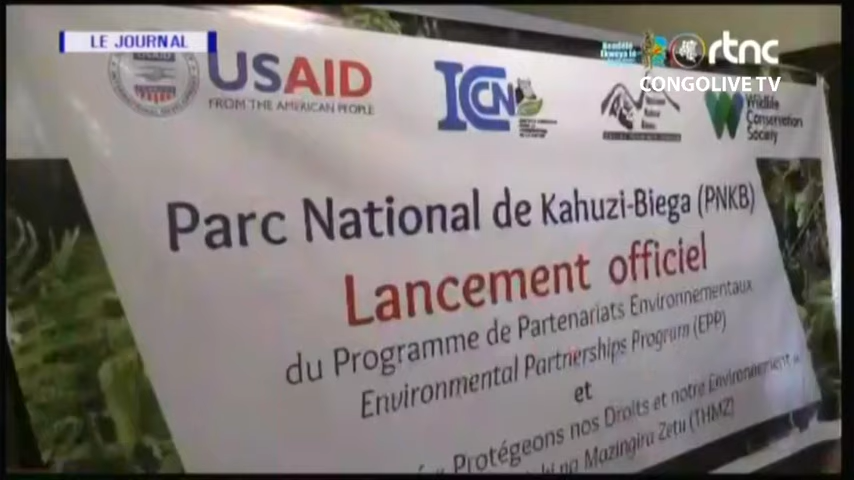 LE JOURNAL
rtnc
CONGOLIVE TV
USAID
FROM THE AMERICAN PEOPLE
ICCN
Wildlife
Conservation
Society
Parc National de Kahuzi-Biega (PNKB)
Lancement officiel
du Programme de Partenariats Environnementaux
Environmental Partnerships Program (EPP)
et
« Protégeons nos Droits et notre Environnement »
na Mazingira Zetu (THMZ)